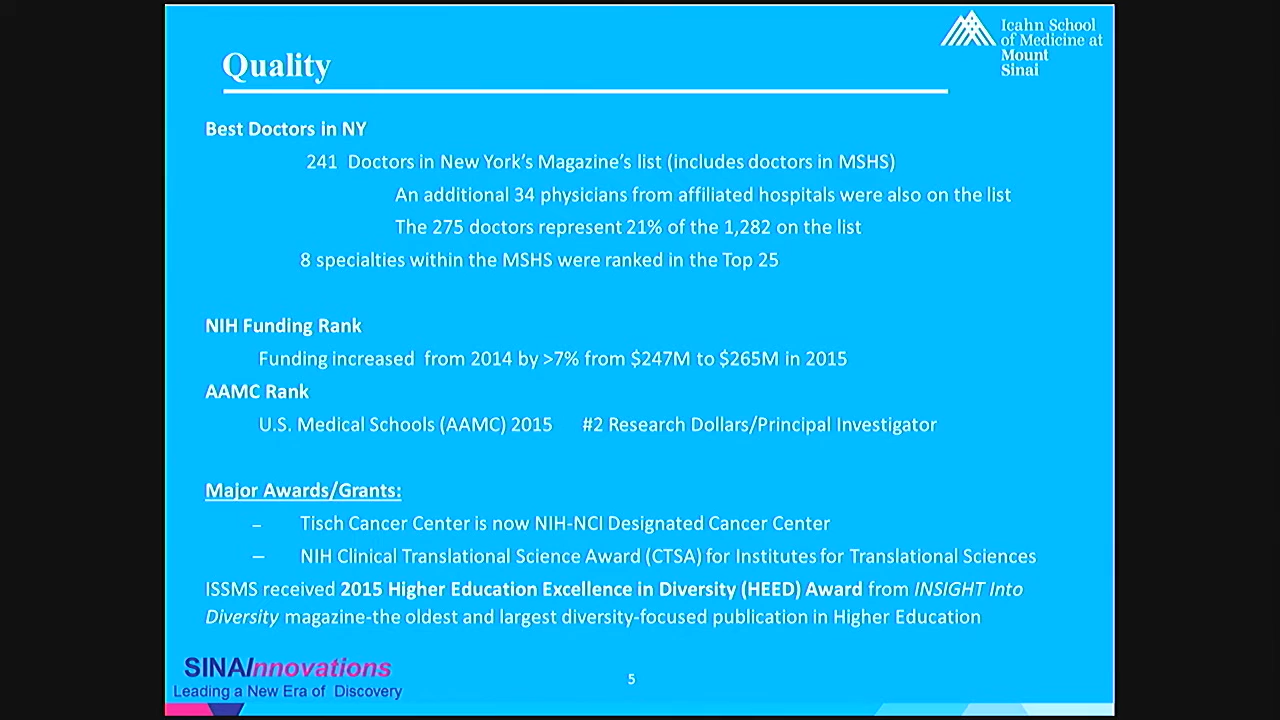 Icahn School
of Medicine at
Mount
Sinai
Quality
Best Doctors in NY
241 Doctors in New York's Magazine's list (includes doctors in MSHS)
An additional 34 physicians from affiliated hospitals were also on the list
The 275 doctors represent 21% of the 1,282 on the list
8 specialties within the MSHS were ranked in the Top 25
NIH Funding Rank
Funding increased from 2014 by >7% from $247M to $265M in 2015
AAMC Rank
U.S. Medical Schools (AAMC) 2015 #2 Research Dollars/Principal Investigator
Major Awards/Grants:
– Tisch Cancer Center is now NIH-NCI Designated Cancer Center
– NIH Clinical Translational Science Award (CTSA) for Institutes for Translational Sciences
ISSMS received 2015 Higher Education Excellence in Diversity (HEED) Award from INSIGHT Into
Diversity magazine-the oldest and largest diversity-focused publication in Higher Education
SINAInnovations
Leading a New Era of Discovery
5